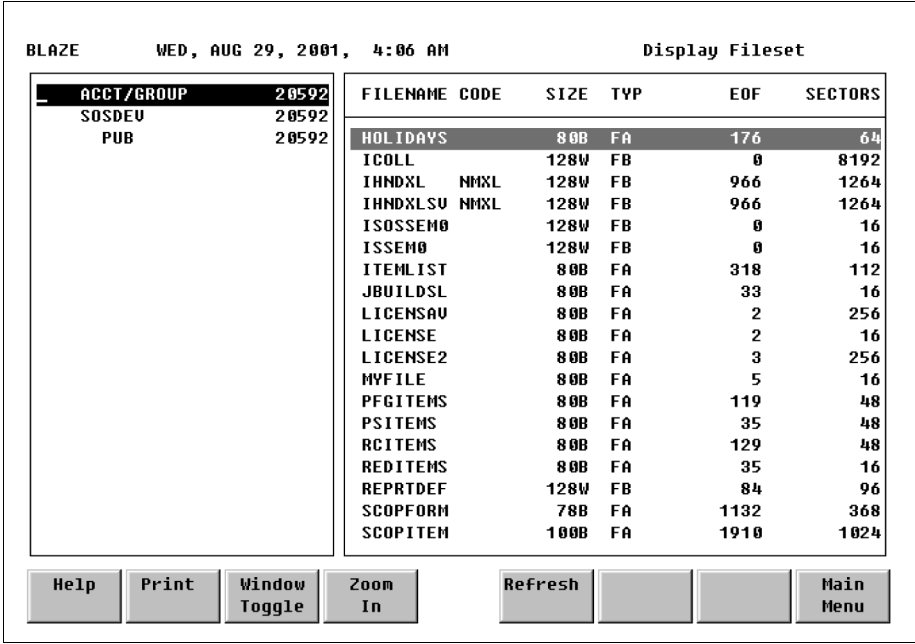 BLAZE WED, AUG 29, 2001, 4:06 AM Display Fileset
ACCT/GROUP 20592
SOSDEV 20592
PUB 20592
FILENAME CODE SIZE TYP EOF SECTORS
HOLIDAYS 80B FA 176 64
ICOLL 128W FB 0 8192
IHNDXL NMXL 128W FB 966 1264
IHNDXLSV NMXL 128W FB 966 1264
ISOSSEM0 128W FB 0 16
ISSEM0 128W FB 0 16
ITEMLIST 80B FA 318 112
JBUILDSL 80B FA 33 16
LICENSAV 80B FA 2 256
LICENSE 80B FA 2 16
LICENSE2 80B FA 3 256
MYFILE 80B FA 5 16
PFGITEMS 80B FA 119 48
PSITEMS 80B FA 35 48
RCITEMS 80B FA 129 48
REDITEMS 80B FA 35 16
REPRTDEF 128W FB 84 96
SCOPFORM 78B FA 1132 368
SCOPITEM 100B FA 1910 1024
Help Print Window Toggle Zoom In Refresh Main Menu